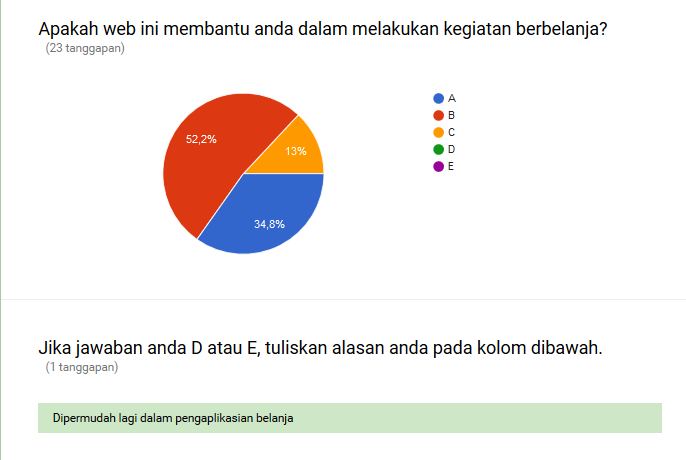 Apakah web ini membantu anda dalam melakukan kegiatan berbelanja?
(23 tanggapan)
52,2%
13%
34,8%
A
B
C
D
E
Jika jawaban anda D atau E, tuliskan alasan anda pada kolom dibawah.
(1 tanggapan)
Dipermudah lagi dalam pengaplikasian belanja